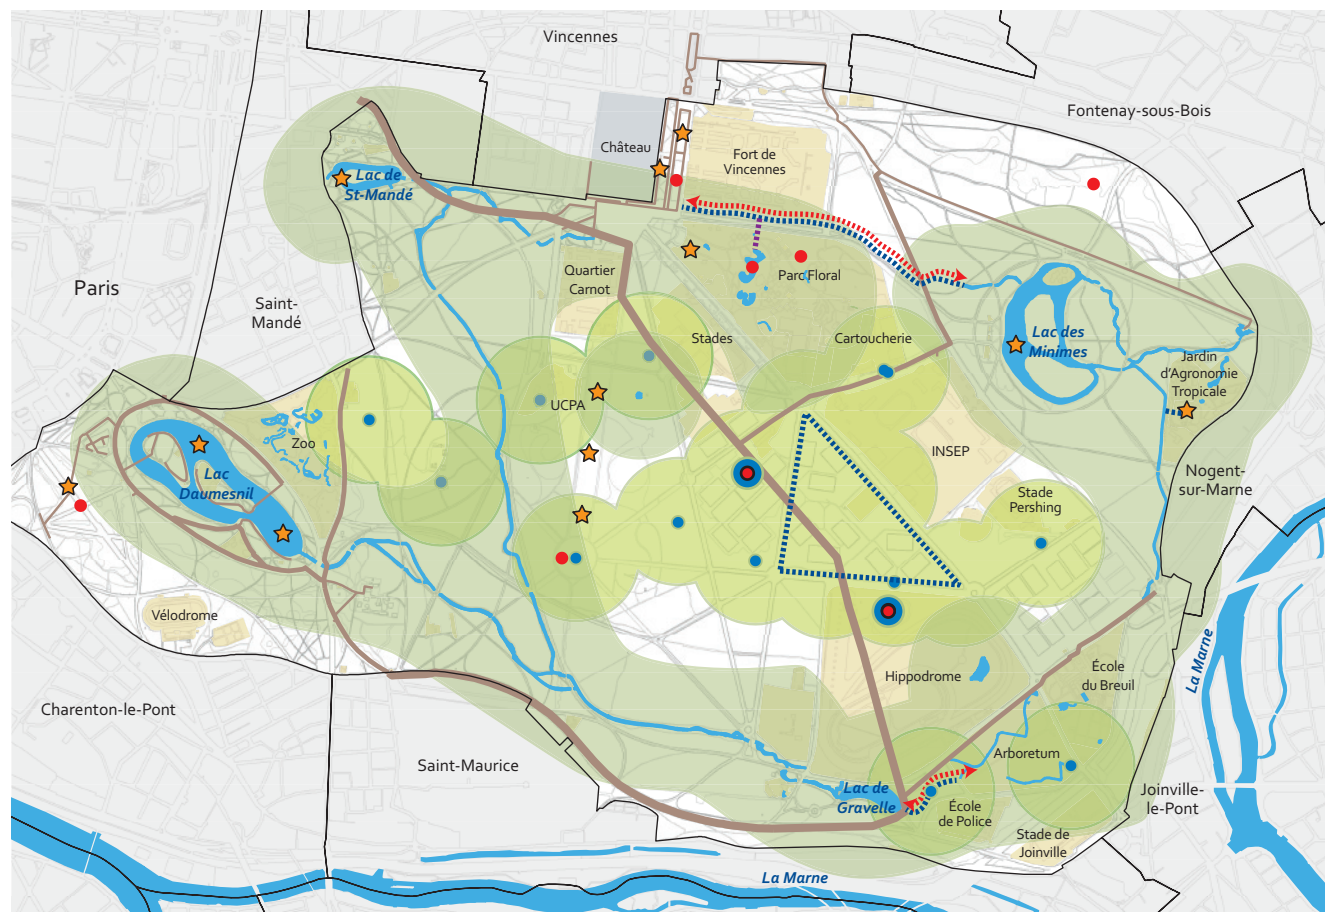 Vincennes
Fontenay-sous-Bois
Château
Fort de
Vincennes
Lac de
St-Mandé
Quartier
Carnot
Parc Floral
Paris
Saint-
Mandé
Stades
Cartoucherie
Lac des
Minimes
Jardin
d’Agronomie
Tropicale
UCPA
Zoo
INSEP
Lac
Daumesnil
Nogent-
sur-Marne
Stade
Pershing
Vélodrome
La Marne
Hippodrome
École
du Breuil
Charenton-le-Pont
Saint-Maurice
Arboretum
Lac de
Gravelle
École
de Police
Joinville-
le-Pont
Stade de
Joinville
La Marne